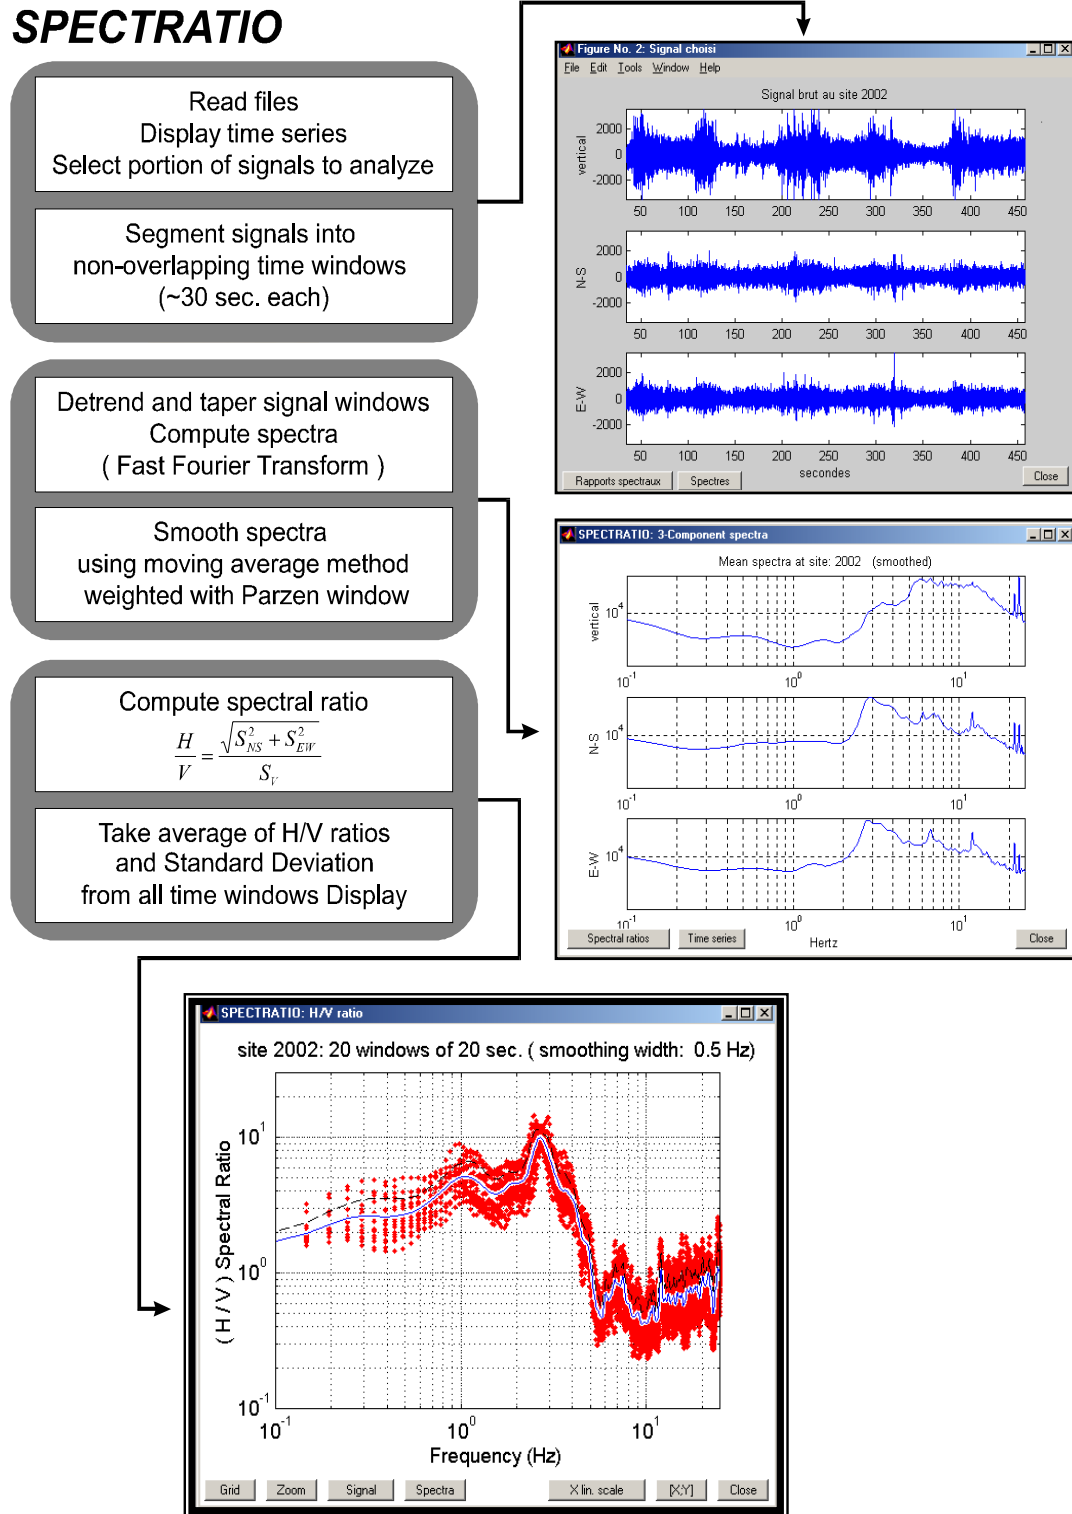 SPECTRATIO
Read files
Display time series
Select portion of signals to analyze
Segment signals into
non-overlapping time windows
(~30 sec. each)
Detrend and taper signal windows
Compute spectra
( Fast Fourier Transform )
Smooth spectra
using moving average method
weighted with Parzen window
Compute spectral ratio
H/V = √(S²NS + S²EW) / SV
Take average of H/V ratios
and Standard Deviation
from all time windows Display
Figure No. 2: Signal choisi
File Edit Tools Window Help
Signal brut au site 2002
vertical
2000
0
-2000
50 100 150 200 250 300 350 400 450
N-S
2000
0
-2000
50 100 150 200 250 300 350 400 450
E-W
2000
0
-2000
50 100 150 200 250 300 350 400 450
secondes
Rapports spectraux Spectres Close
SPECTRATIO: 3-Component spectra
Mean spectra at site: 2002 (smoothed)
vertical
10⁴
10⁻¹ 10⁰ 10¹
N-S
10⁴
10⁻¹ 10⁰ 10¹
E-W
10⁴
10⁻¹ 10⁰ 10¹
Hertz
Spectral ratios Time series Close
SPECTRATIO: H/V ratio
site 2002: 20 windows of 20 sec. ( smoothing width: 0.5 Hz)
( H / V ) Spectral Ratio
10¹
10⁰
10⁻¹
10⁻¹ 10⁰ 10¹
Frequency (Hz)
Grid Zoom Signal Spectra X lin. scale [X,Y] Close